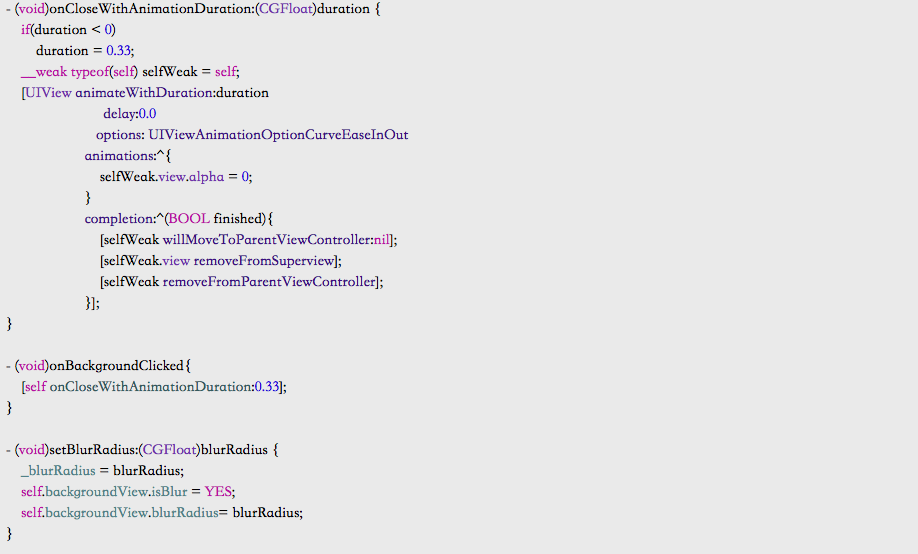 - (void)onCloseWithAnimationDuration:(CGFloat)duration {
if(duration < 0)
duration = 0.33;
__weak typeof(self) selfWeak = self;
[UIView animateWithDuration:duration
delay:0.0
options: UIViewAnimationOptionCurveEaseInOut
animations:^{
selfWeak.view.alpha = 0;
}
completion:^(BOOL finished){
[selfWeak willMoveToParentViewController:nil];
[selfWeak.view removeFromSuperview];
[selfWeak removeFromParentViewController];
}];
}
- (void)onBackgroundClicked{
[self onCloseWithAnimationDuration:0.33];
}
- (void)setBlurRadius:(CGFloat)blurRadius {
_blurRadius = blurRadius;
self.backgroundView.isBlur = YES;
self.backgroundView.blurRadius= blurRadius;
}